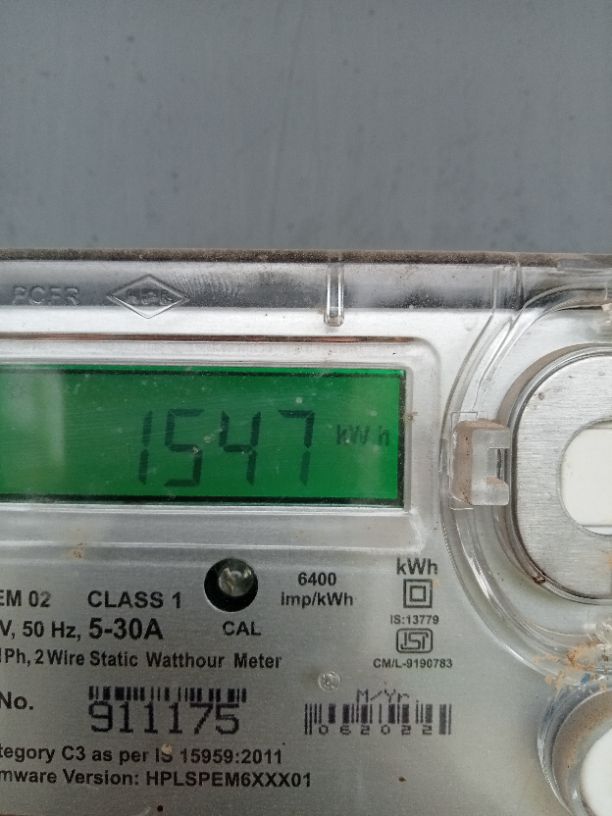 PCFR
1547 kWh
EM 02 CLASS 1
6400
imp/kWh
kWh
V, 50 Hz, 5-30A
CAL
IS:13779
Ph, 2 Wire Static Watthour Meter
CM/L-9190783
No.
911175
M/Yr.
062022
tegory C3 as per IS 15959:2011
mware Version: HPLSPEM6XXX01